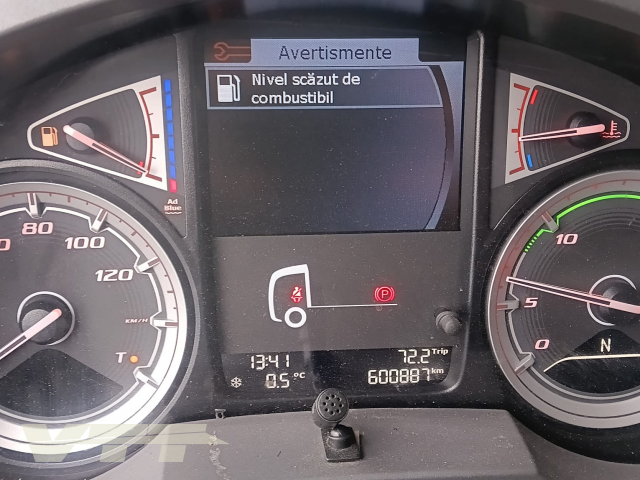 Avertismente
Nivel scăzut de
combustibil
Ad
Blue
80
100
120
KM/H
T
10
5
0
N
P
13:41
72.2 Trip
0.5 °C
600887 km
VTT